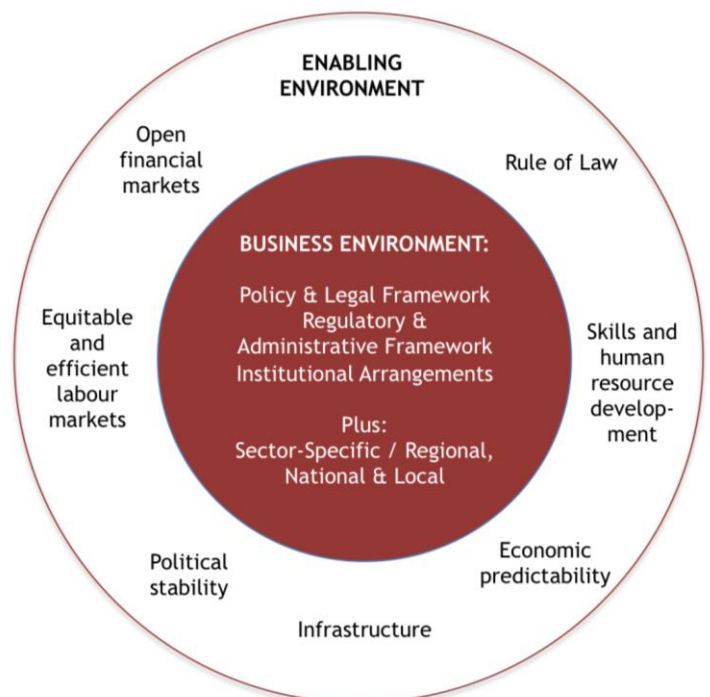 ENABLING
ENVIRONMENT
Open
financial
markets
Rule of Law
BUSINESS ENVIRONMENT:
Policy & Legal Framework
Regulatory &
Administrative Framework
Institutional Arrangements
Plus:
Sector-Specific / Regional,
National & Local
Equitable
and
efficient
labour
markets
Skills and
human
resource
develop-
ment
Political
stability
Economic
predictability
Infrastructure